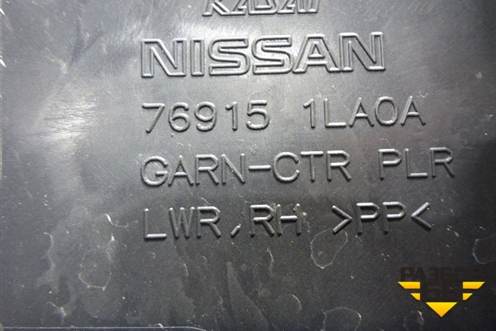 NISSAN
76915 1LA0A
GARN-CTR PLR
LWR,RH >PP<